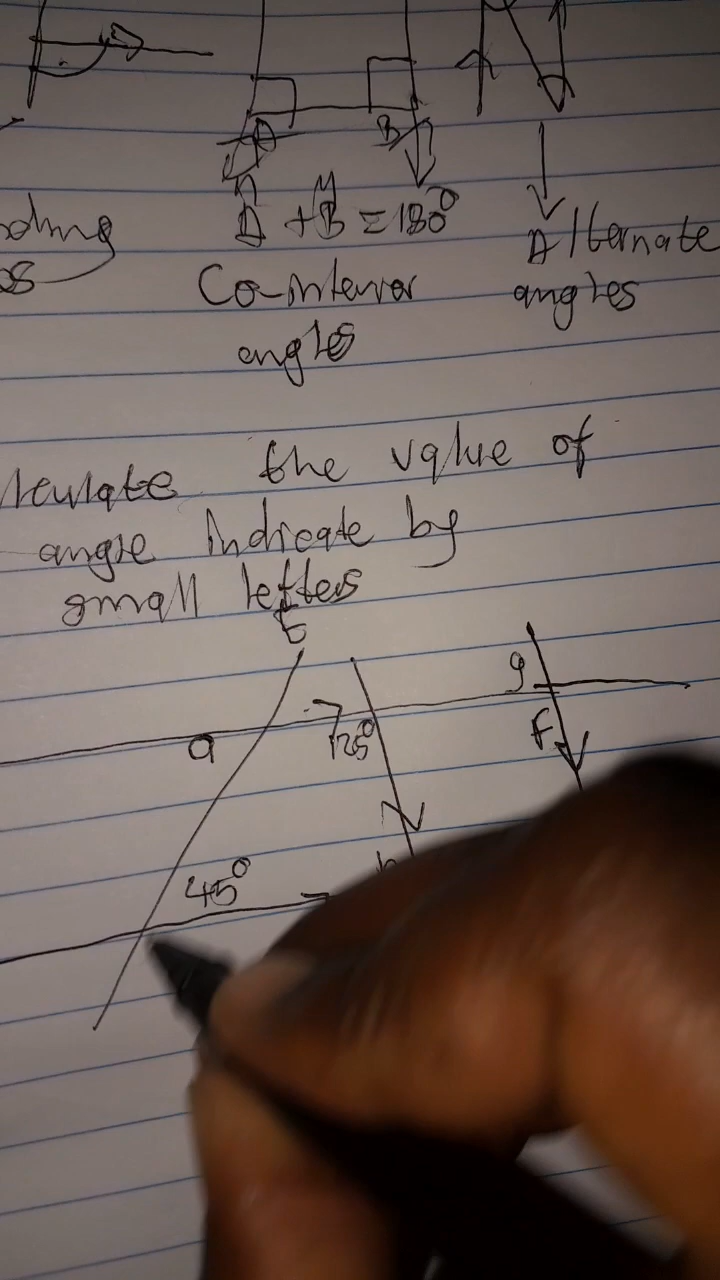 A B
A + B = 180°
Co-interior
angles
Alternate
angles
the value of
angle indicate by
small letters
t
g
a 125° f
45°